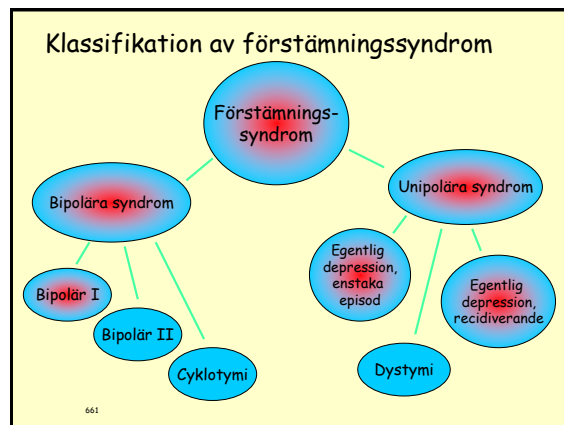 Klassifikation av förstämningssyndrom
Förstämnings-
syndrom
Bipolära syndrom
Unipolära syndrom
Bipolär I
Bipolär II
Cyklotymi
Egentlig
depression,
enstaka
episod
Dystymi
Egentlig
depression,
recidiverande
661